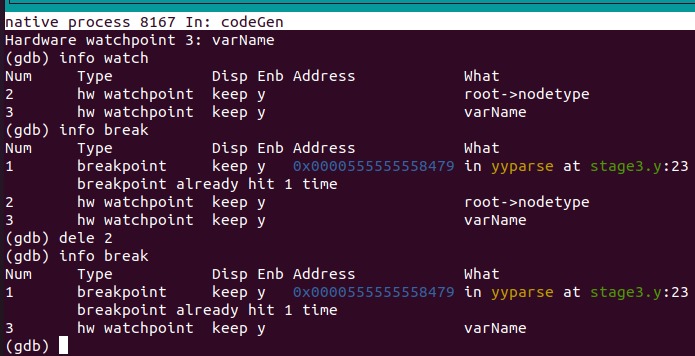 native process 8167 In: codeGen
Hardware watchpoint 3: varName
(gdb) info watch
Num     Type           Disp Enb Address            What
2       hw watchpoint  keep y                      root->nodetype
3       hw watchpoint  keep y                      varName
(gdb) info break
Num     Type           Disp Enb Address            What
1       breakpoint     keep y   0x0000555555558479 in yyparse at stage3.y:23
        breakpoint already hit 1 time
2       hw watchpoint  keep y                      root->nodetype
3       hw watchpoint  keep y                      varName
(gdb) dele 2
(gdb) info break
Num     Type           Disp Enb Address            What
1       breakpoint     keep y   0x0000555555558479 in yyparse at stage3.y:23
        breakpoint already hit 1 time
3       hw watchpoint  keep y                      varName
(gdb)